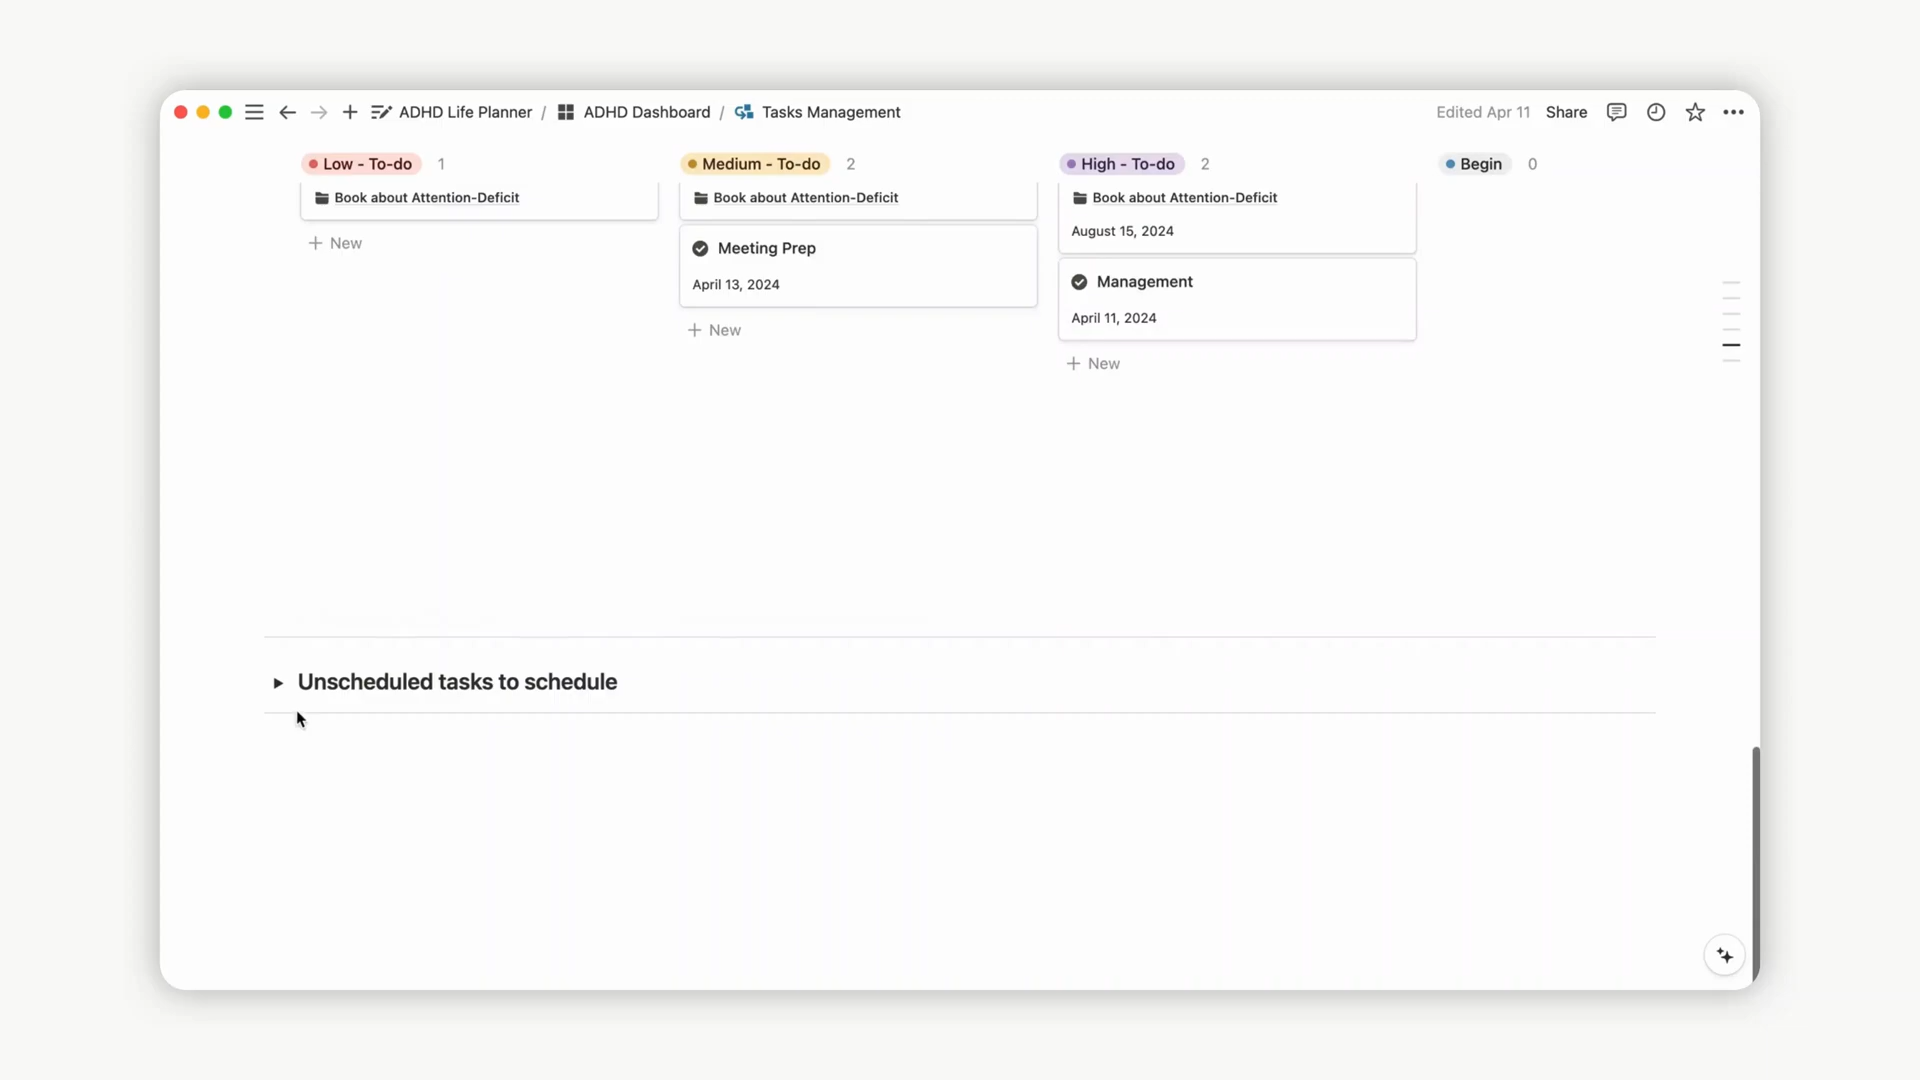 ADHD Life Planner / ADHD Dashboard / Tasks Management
Edited Apr 11 Share
Low - To-do 1
Book about Attention-Deficit
New
Medium - To-do 2
Book about Attention-Deficit
Meeting Prep
April 13, 2024
New
High - To-do 2
Book about Attention-Deficit
August 15, 2024
Management
April 11, 2024
New
Begin 0
Unscheduled tasks to schedule